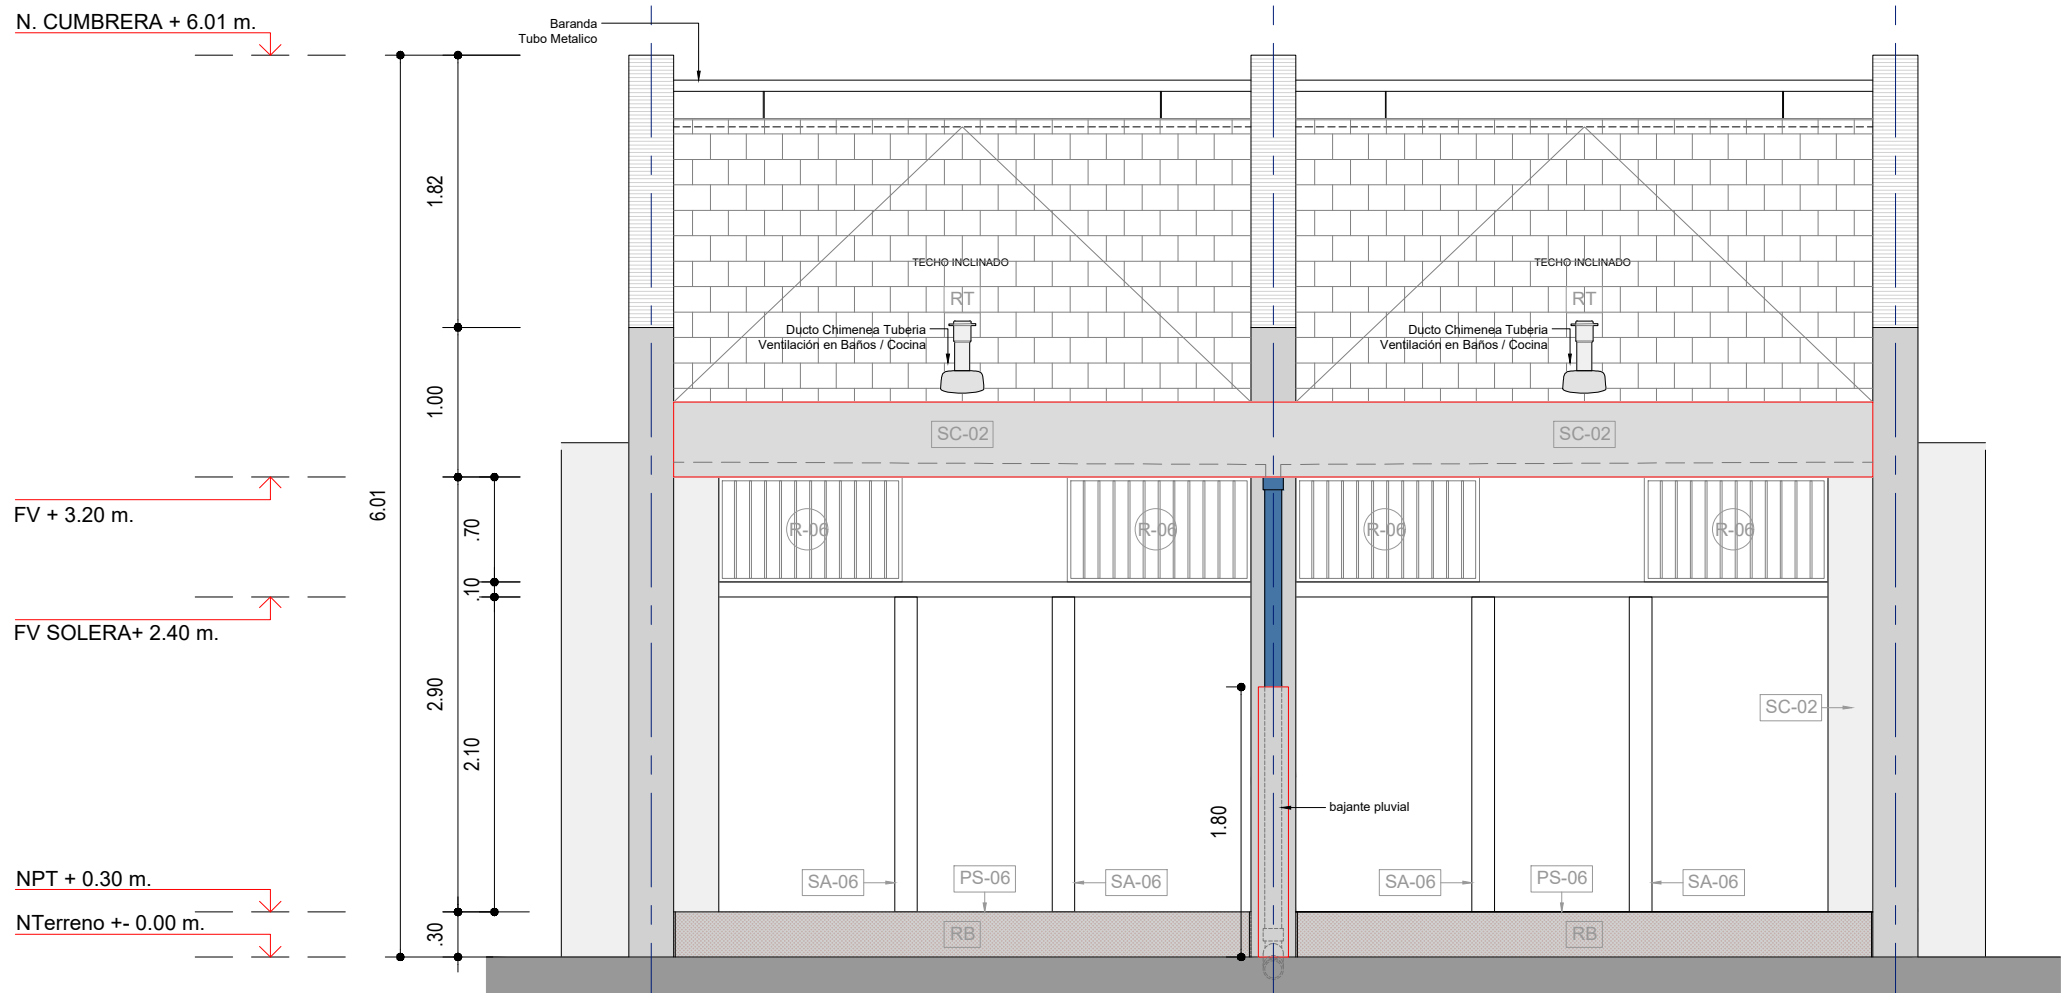 N. CUMBRERA + 6.01 m.
Baranda
Tubo Metalico
1.82
TECHO INCLINADO
TECHO INCLINADO
RT
RT
Ducto Chimenea Tuberia
Ventilación en Baños / Cocina
Ducto Chimenea Tuberia
Ventilación en Baños / Cocina
1.00
SC-02
SC-02
6.01
FV + 3.20 m.
.70
R-06
R-06
R-06
R-06
.10
FV SOLERA+ 2.40 m.
2.90
2.10
SC-02
1.80
bajante pluvial
NPT + 0.30 m.
SA-06
PS-06
SA-06
SA-06
PS-06
SA-06
NTerreno +- 0.00 m.
.30
RB
RB